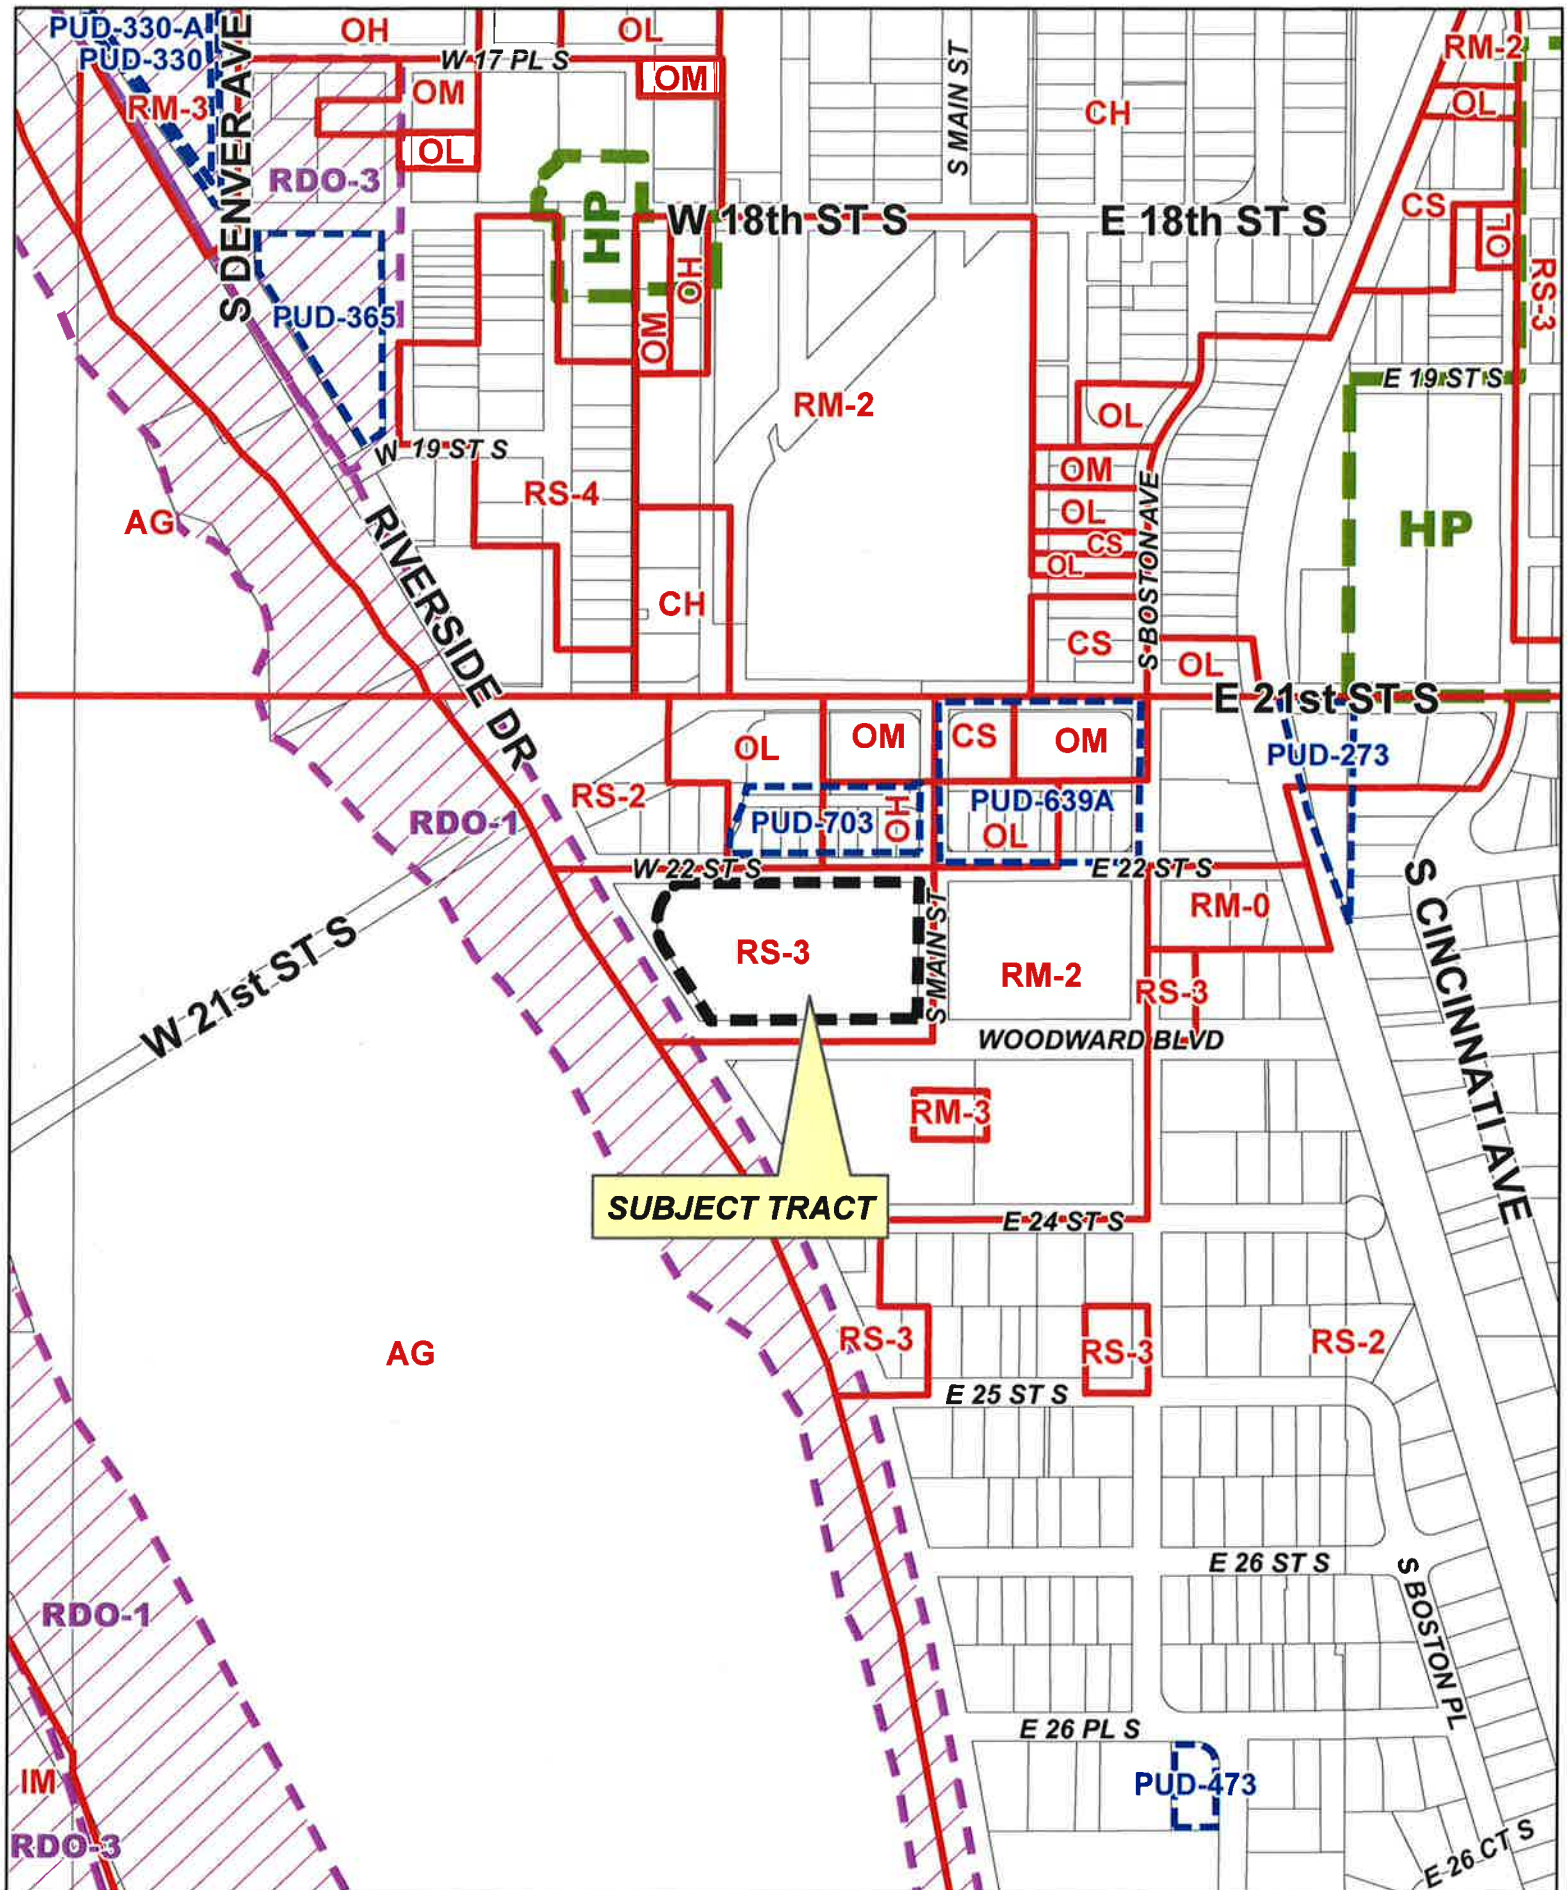 PUD-330-A
OH
OL
RM-2
PUD-330
W 17 PL S
OM
S DENVER AVE
S MAIN ST
OM
RM-3
OL
CH
OL
RDO-3
HP
W 18th ST S
E 18th ST S
CS
OL
OH
RS-3
PUD-365
OM
E 19 ST S
RM-2
OL
W 19 ST S
OM
RS-4
OL
AG
HP
CS
OL
S BOSTON AVE
RIVERSIDE DR
CH
CS
OL
E 21st ST S
OL
OM
CS
OM
PUD-273
RS-2
PUD-639A
RDO-1
PUD-703
OH
OL
W 22 ST S
E 22 ST S
RM-0
S CINCINNATI AVE
W 21st ST S
RS-3
S MAIN ST
RM-2
RS-3
WOODWARD BLVD
RM-3
SUBJECT TRACT
E 24 ST S
AG
RS-3
RS-3
RS-2
E 25 ST S
E 26 ST S
S BOSTON PL
RDO-1
E 26 PL S
IM
PUD-473
RDO-3
E 26 CT S